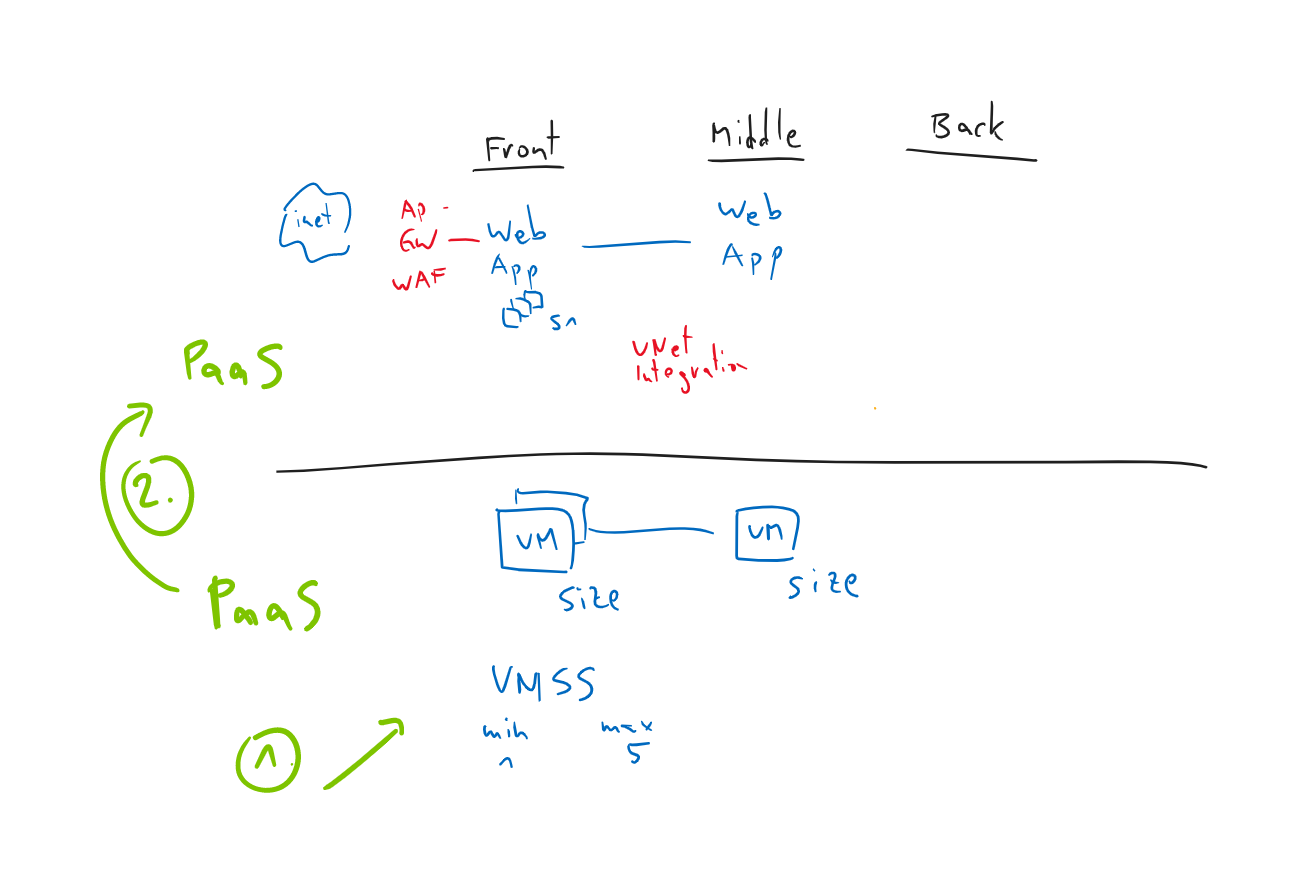 Front
Middle
Back
inet
Ap -
GW
WAF
Web
App
S1
Web
App
VNet
Integration
PaaS
2.
VM
VM
size
size
PaaS
VMSS
min
max
1
5
1.